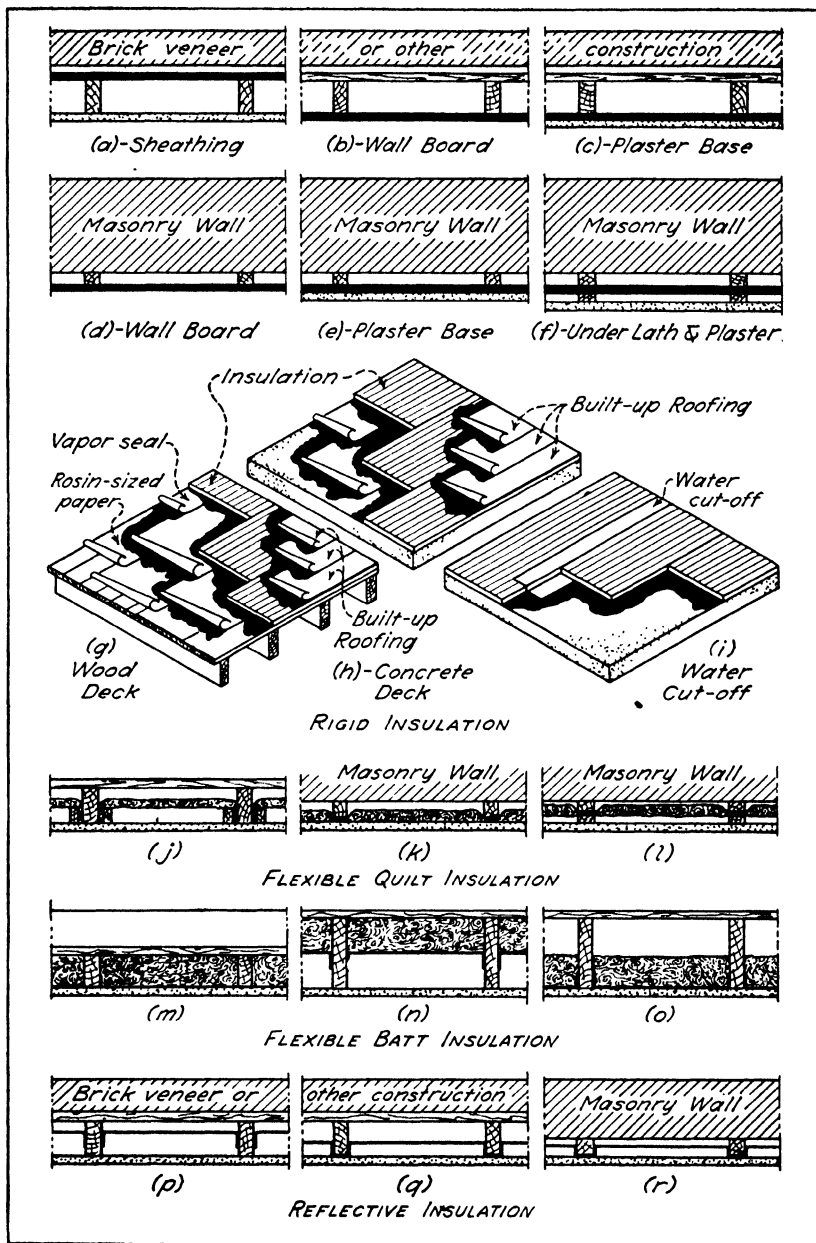 Brick veneer or other construction
(a)-Sheathing (b)-Wall Board (c)-Plaster Base
Masonry Wall Masonry Wall Masonry Wall
(d)-Wall Board (e)-Plaster Base (f)-Under Lath & Plaster
Insulation
Built-up Roofing
Vapor seal
Rosin-sized
paper
Water
cut-off
(g)
Wood
Deck
Built-up
Roofing
(h)-Concrete
Deck
(i)
Water
Cut-off
RIGID INSULATION
Masonry Wall Masonry Wall
(j) (k) (l)
FLEXIBLE QUILT INSULATION
(m) (n) (o)
FLEXIBLE BATT INSULATION
Brick veneer or other construction Masonry Wall
(p) (q) (r)
REFLECTIVE INSULATION